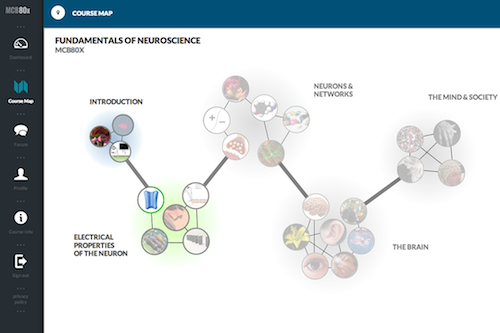 MCB80x
COURSE MAP
Dashboard
Course Map
Forum
Profile
Course Info
Sign out
privacy
policy
FUNDAMENTALS OF NEUROSCIENCE
MCB80X
INTRODUCTION
NEURONS &
NETWORKS
THE MIND & SOCIETY
ELECTRICAL
PROPERTIES
OF THE NEURON
THE BRAIN